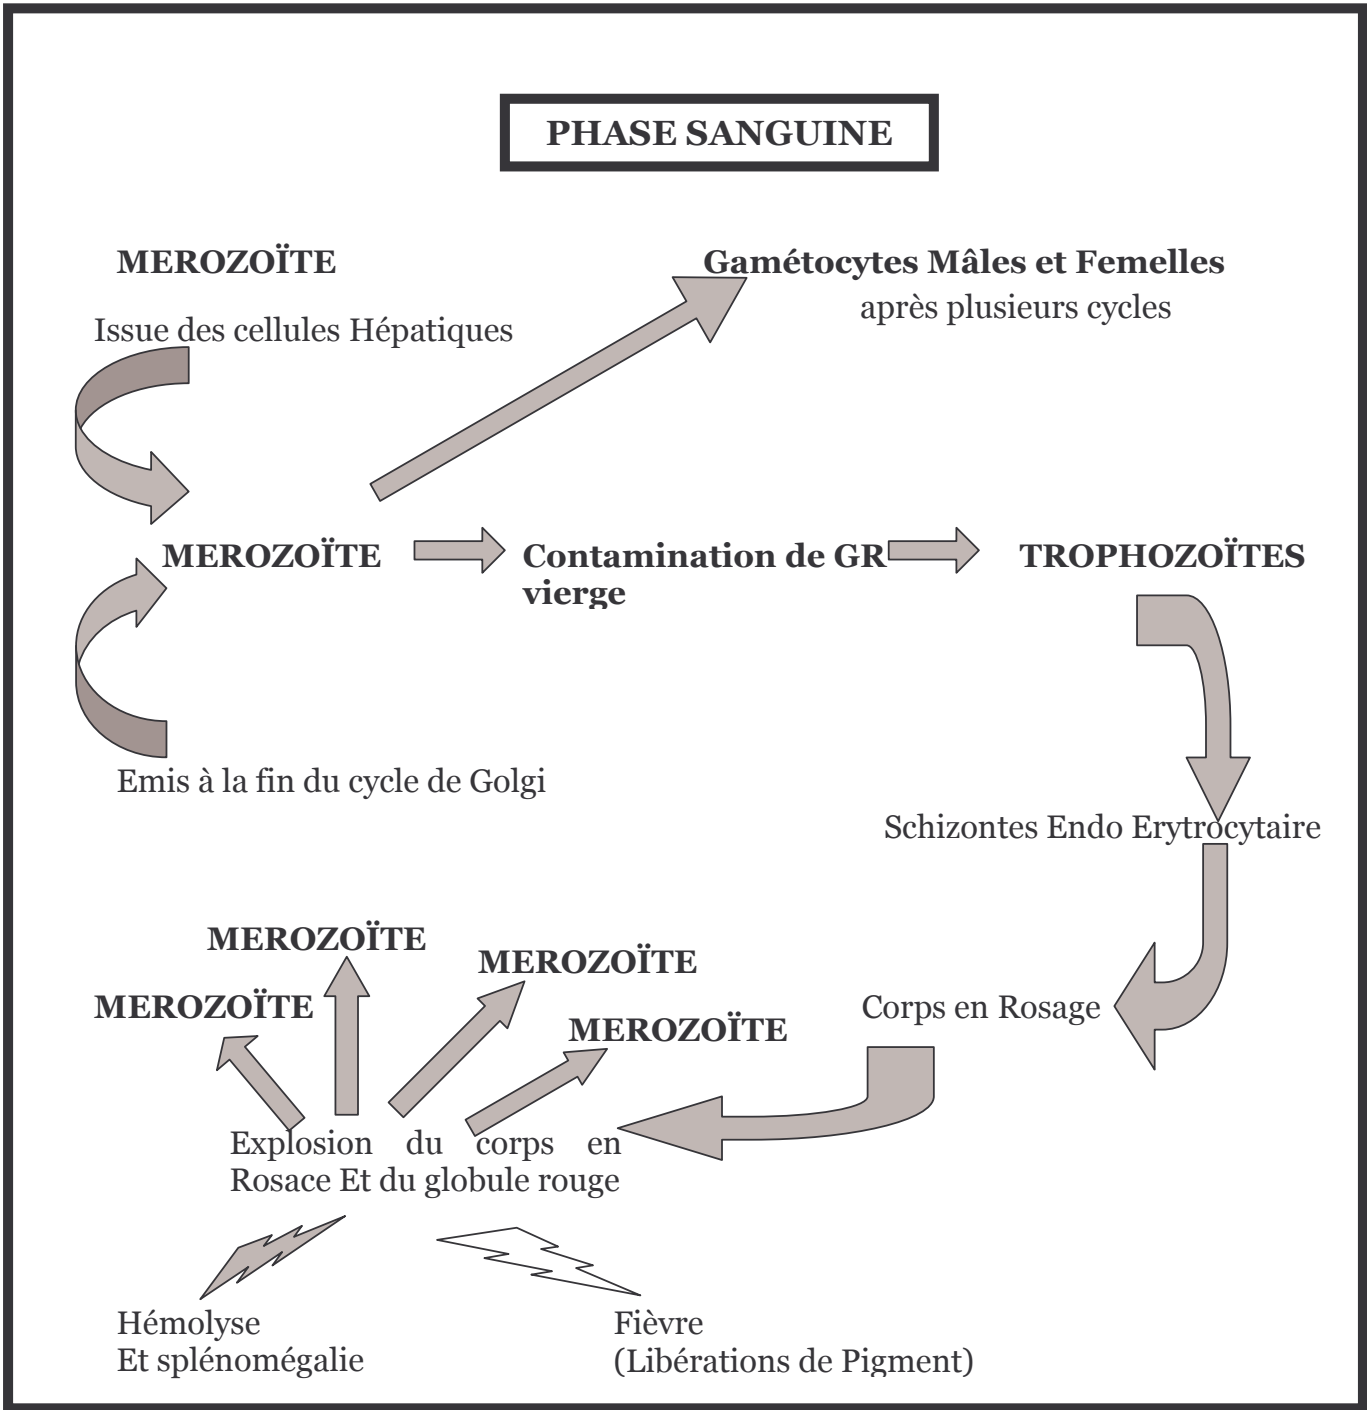 PHASE SANGUINE
MEROZOÏTE
Issue des cellules Hépatiques
Gamétocytes Mâles et Femelles
après plusieurs cycles
MEROZOÏTE
Contamination de GR
vierge
TROPHOZOÏTES
Emis à la fin du cycle de Golgi
Schizontes Endo Erytrocytaire
MEROZOÏTE
MEROZOÏTE
MEROZOÏTE
MEROZOÏTE
Corps en Rosage
Explosion du corps en
Rosace Et du globule rouge
Hémolyse
Et splénomégalie
Fièvre
(Libérations de Pigment)